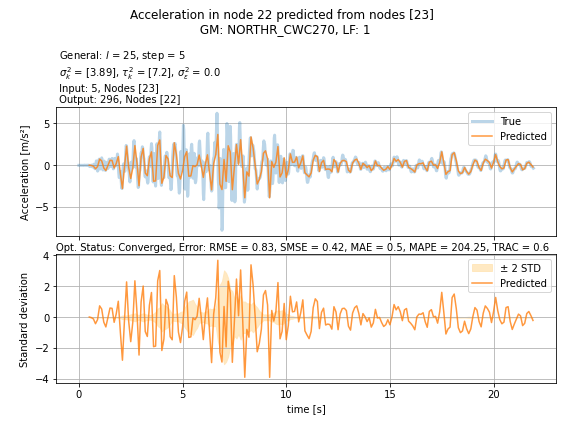 Acceleration in node 22 predicted from nodes [23]
GM: NORTHR_CWC270, LF: 1
General: l = 25, step = 5
σ²ₖ = [3.89], τ²ₖ = [7.2], σ²ε = 0.0
Input: 5, Nodes [23]
Output: 296, Nodes [22]
Acceleration [m/s²]
5
0
−5
True
Predicted
Opt. Status: Converged, Error: RMSE = 0.83, SMSE = 0.42, MAE = 0.5, MAPE = 204.25, TRAC = 0.6
Standard deviation
4
2
0
−2
−4
± 2 STD
Predicted
0 5 10 15 20
time [s]